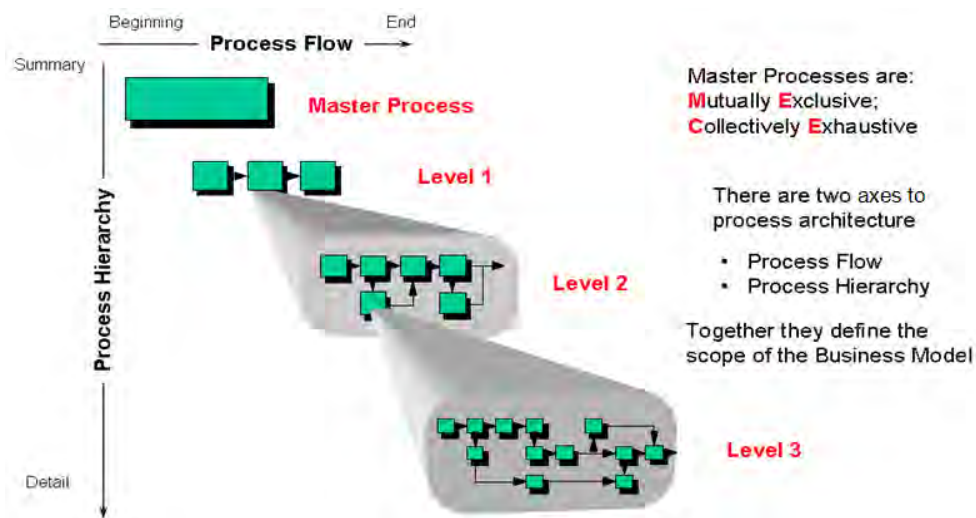 Beginning
End
Process Flow
Summary
Master Process
Master Processes are:
Mutually Exclusive;
Collectively Exhaustive
Level 1
There are two axes to
process architecture
• Process Flow
• Process Hierarchy
Process Hierarchy
Level 2
Together they define the
scope of the Business Model
Level 3
Detail